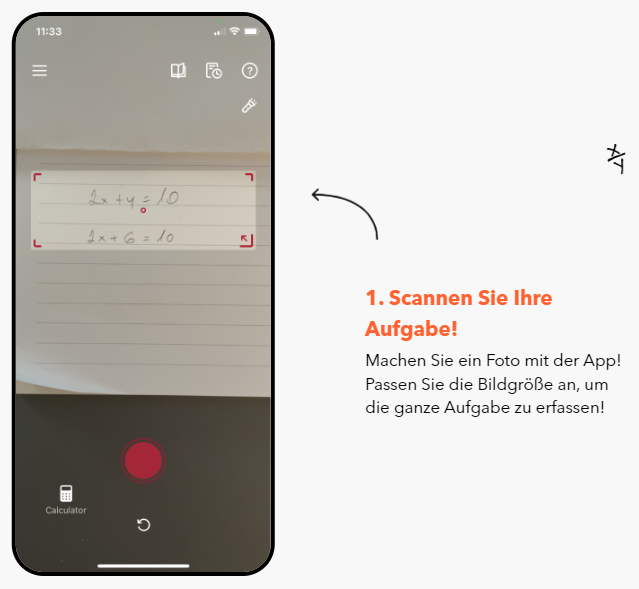 11:33
2x + y = 10
2x + 6 = 10
Calculator
1. Scannen Sie Ihre
Aufgabe!
Machen Sie ein Foto mit der App!
Passen Sie die Bildgröße an, um
die ganze Aufgabe zu erfassen!